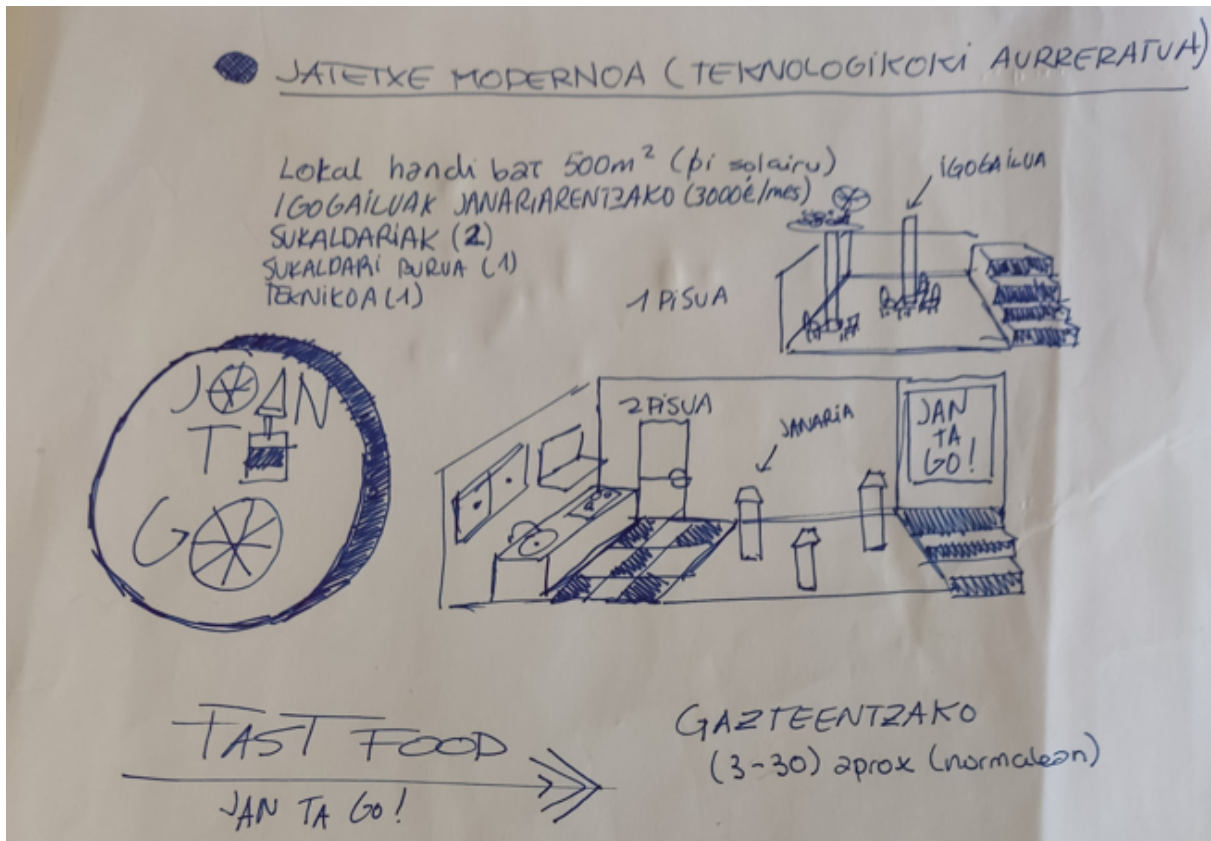 JATETXE MODERNOA (TEKNOLOGIKOKI AURRERATUA)
Lokal handi bat 500m² (bi solairu)
IGOGAILUAK JANARIARENTZAKO (3000€/mes)
SUKALDARIAK (2)
SUKALDARI BURUA (1)
TEKNIKOA (1)
IGOGAILUA
1 PISUA
JOAN
T
GO
2 PISUA
JANARIA
JAN
TA
GO!
FAST FOOD
JAN TA GO!
GAZTEENTZAKO
(3-30) aprox (normalean)